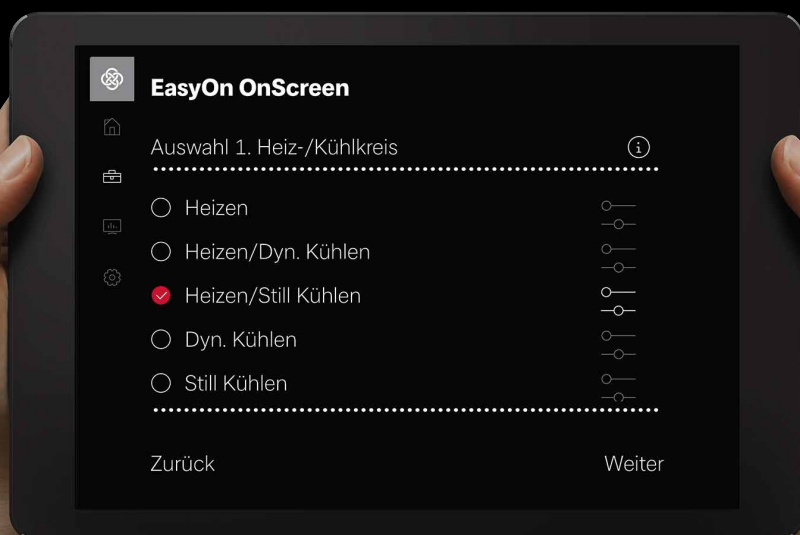 EasyOn OnScreen
Auswahl 1. Heiz-/Kühlkreis
Heizen
Heizen/Dyn. Kühlen
Heizen/Still Kühlen
Dyn. Kühlen
Still Kühlen
Zurück
Weiter